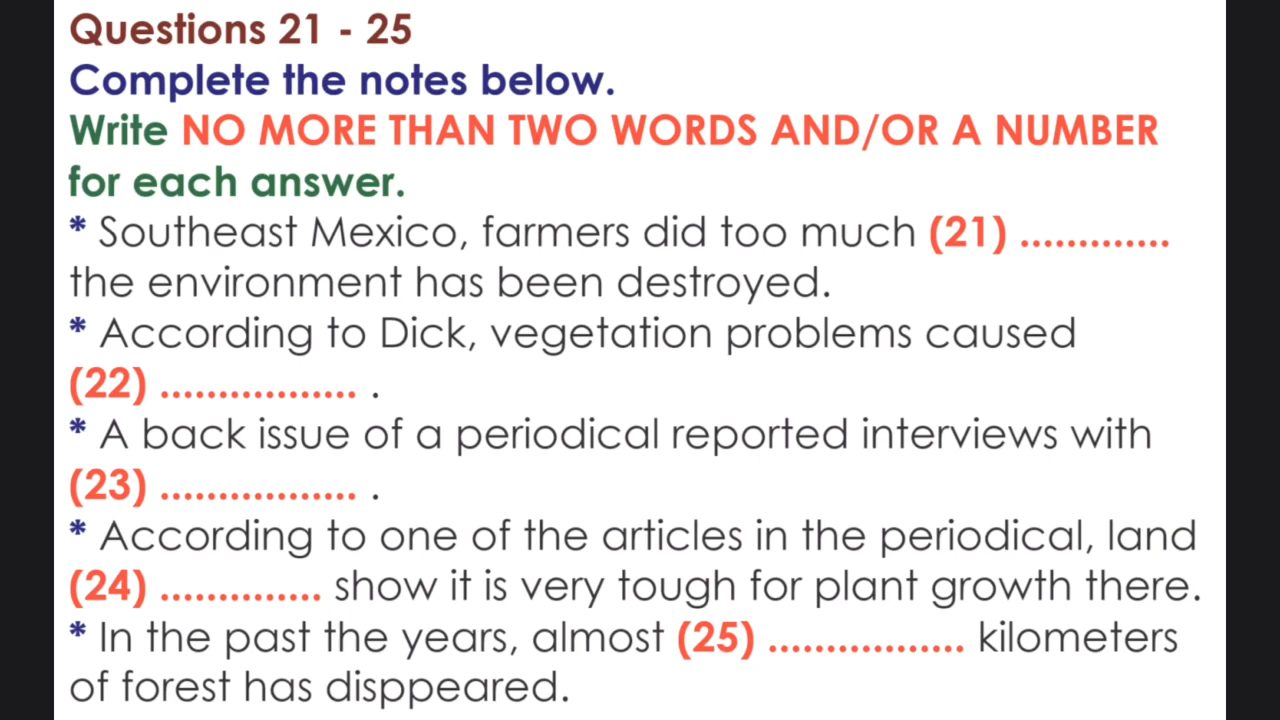 Questions 21 - 25
Complete the notes below.
Write NO MORE THAN TWO WORDS AND/OR A NUMBER
for each answer.
* Southeast Mexico, farmers did too much (21) .............
the environment has been destroyed.
* According to Dick, vegetation problems caused
(22) ................. .
* A back issue of a periodical reported interviews with
(23) ................. .
* According to one of the articles in the periodical, land
(24) .............. show it is very tough for plant growth there.
* In the past the years, almost (25) ................. kilometers
of forest has disppeared.